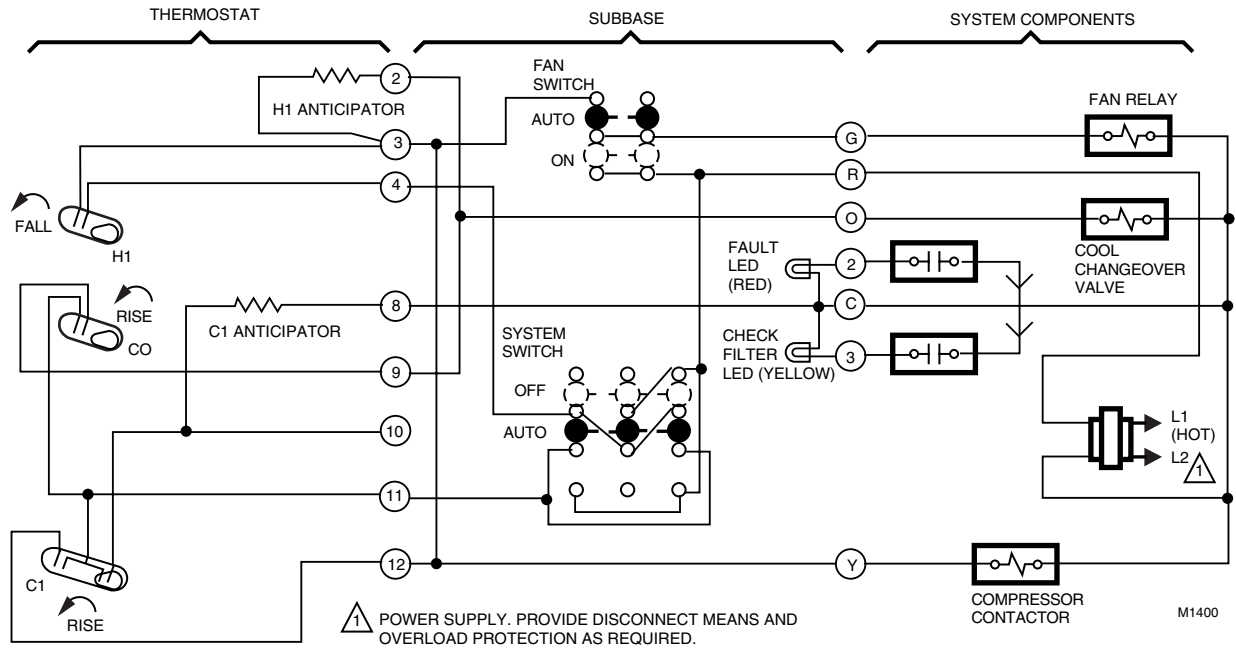 THERMOSTAT
SUBBASE
SYSTEM COMPONENTS
FAN
SWITCH
2
H1 ANTICIPATOR
FAN RELAY
AUTO
3
G
ON
4
R
FALL
H1
O
COOL
CHANGEOVER
VALVE
FAULT
LED
(RED)
2
RISE
CO
C1 ANTICIPATOR
8
C
SYSTEM
SWITCH
CHECK
FILTER
LED (YELLOW)
3
9
OFF
AUTO
10
L1
(HOT)
L2
1
11
C1
RISE
12
Y
COMPRESSOR
CONTACTOR
1
POWER SUPPLY. PROVIDE DISCONNECT MEANS AND
OVERLOAD PROTECTION AS REQUIRED.
M1400